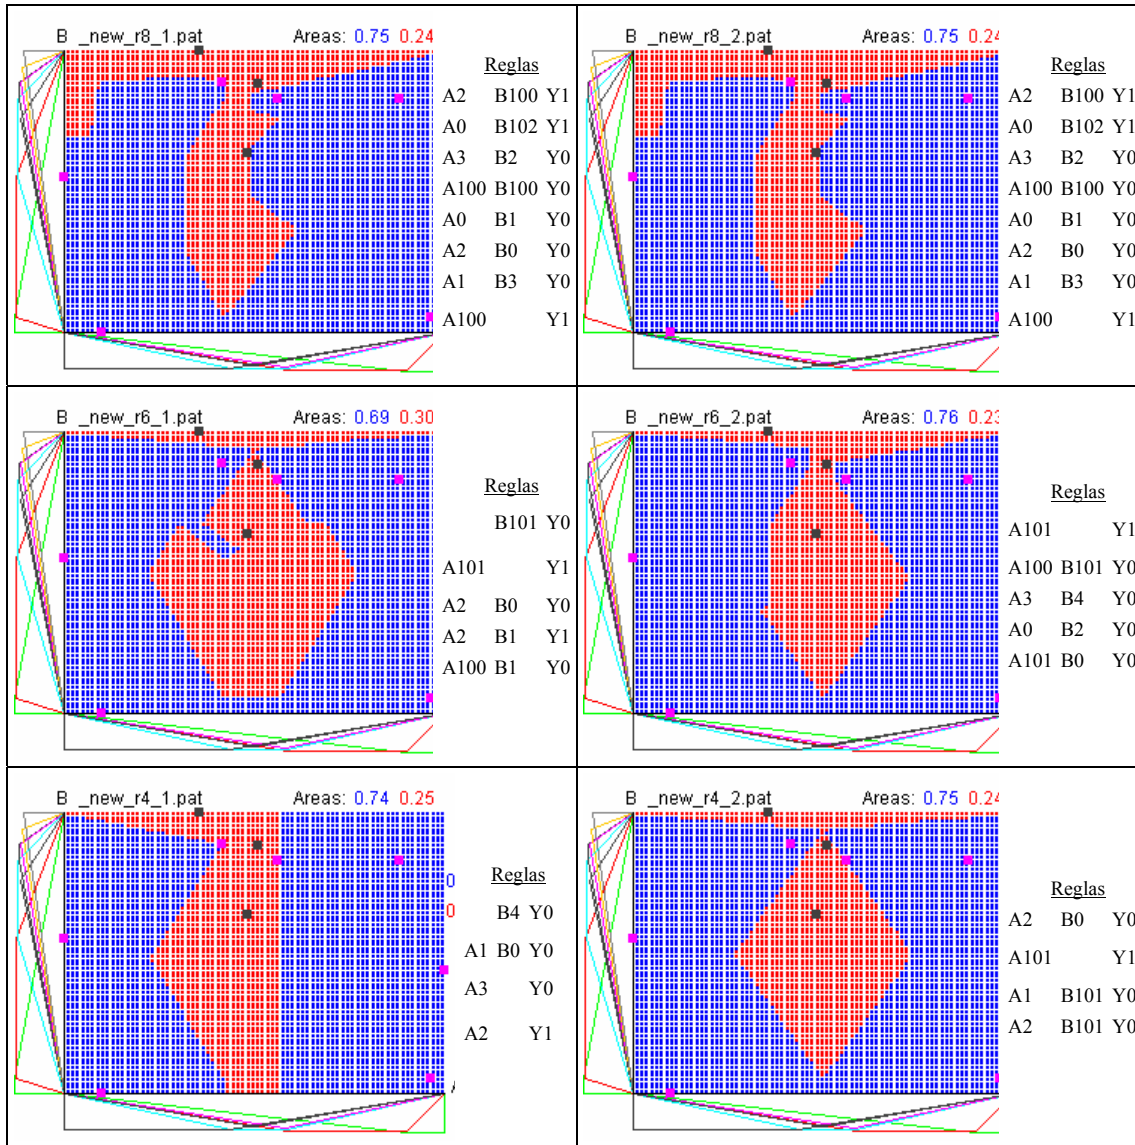 B _new_r8_1.pat Areas: 0.75 0.24
Reglas
A2 B100 Y1
A0 B102 Y1
A3 B2 Y0
A100 B100 Y0
A0 B1 Y0
A2 B0 Y0
A1 B3 Y0
A100 Y1
B _new_r8_2.pat Areas: 0.75 0.24
Reglas
A2 B100 Y1
A0 B102 Y1
A3 B2 Y0
A100 B100 Y0
A0 B1 Y0
A2 B0 Y0
A1 B3 Y0
A100 Y1
B _new_r6_1.pat Areas: 0.69 0.30
Reglas
B101 Y0
A101 Y1
A2 B0 Y0
A2 B1 Y1
A100 B1 Y0
B _new_r6_2.pat Areas: 0.76 0.23
Reglas
A101 Y1
A100 B101 Y0
A3 B4 Y0
A0 B2 Y0
A101 B0 Y0
B _new_r4_1.pat Areas: 0.74 0.25
0
0
Reglas
B4 Y0
A1 B0 Y0
A3 Y0
A2 Y1
B _new_r4_2.pat Areas: 0.75 0.24
Reglas
A2 B0 Y0
A101 Y1
A1 B101 Y0
A2 B101 Y0